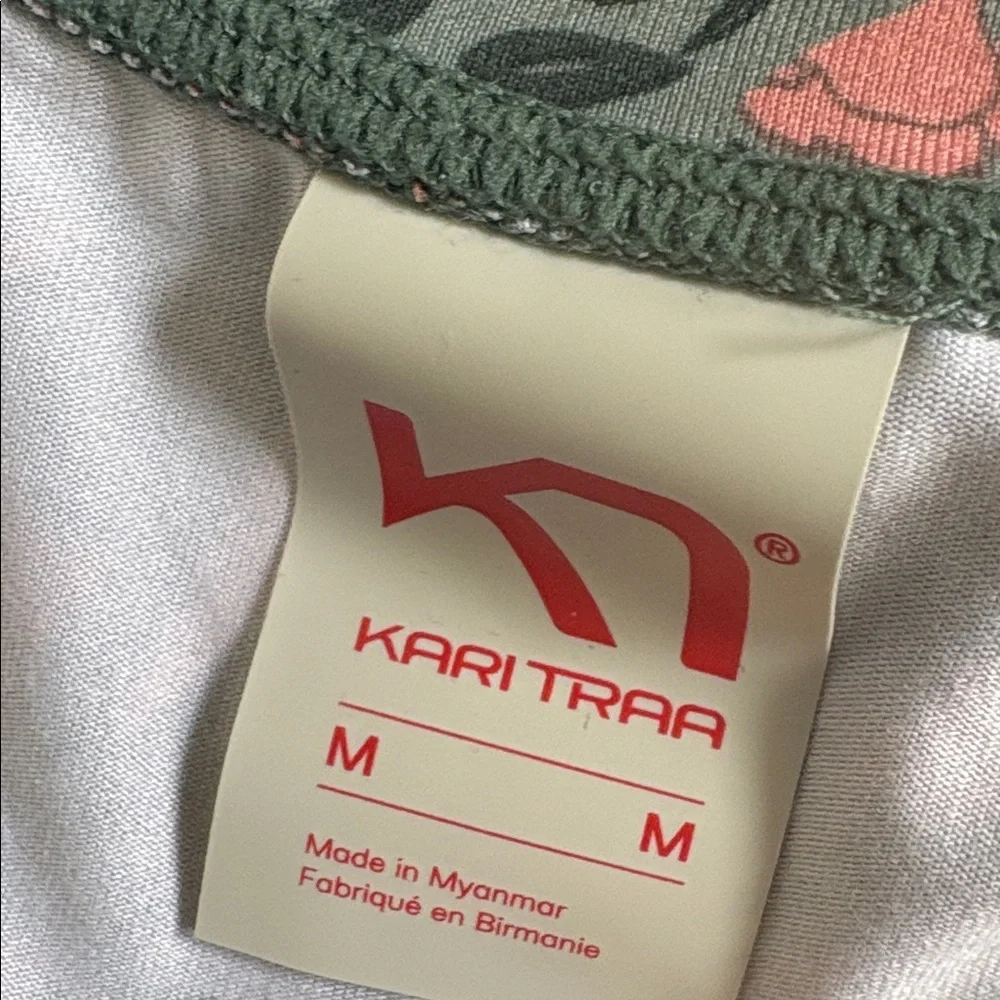 ®
KARI TRAA
M
M
Made in Myanmar
Fabriqué en Birmanie